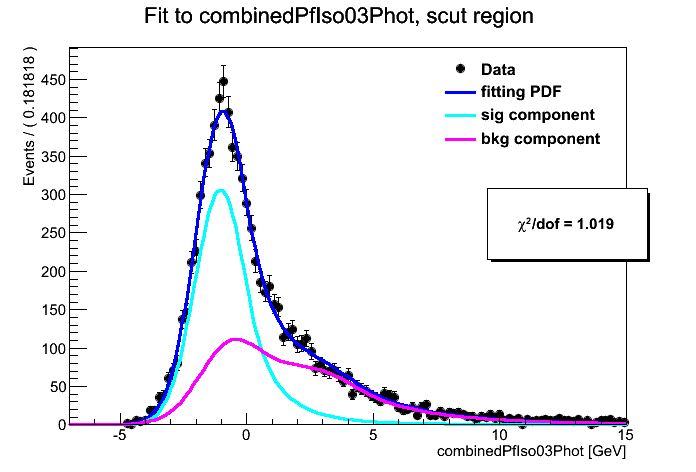 Fit to combinedPfIso03Phot, scut region
Events / ( 0.181818 )
450
400
350
300
250
200
150
100
50
0
Data
fitting PDF
sig component
bkg component
χ²/dof = 1.019
-5 0 5 10 15
combinedPfIso03Phot [GeV]